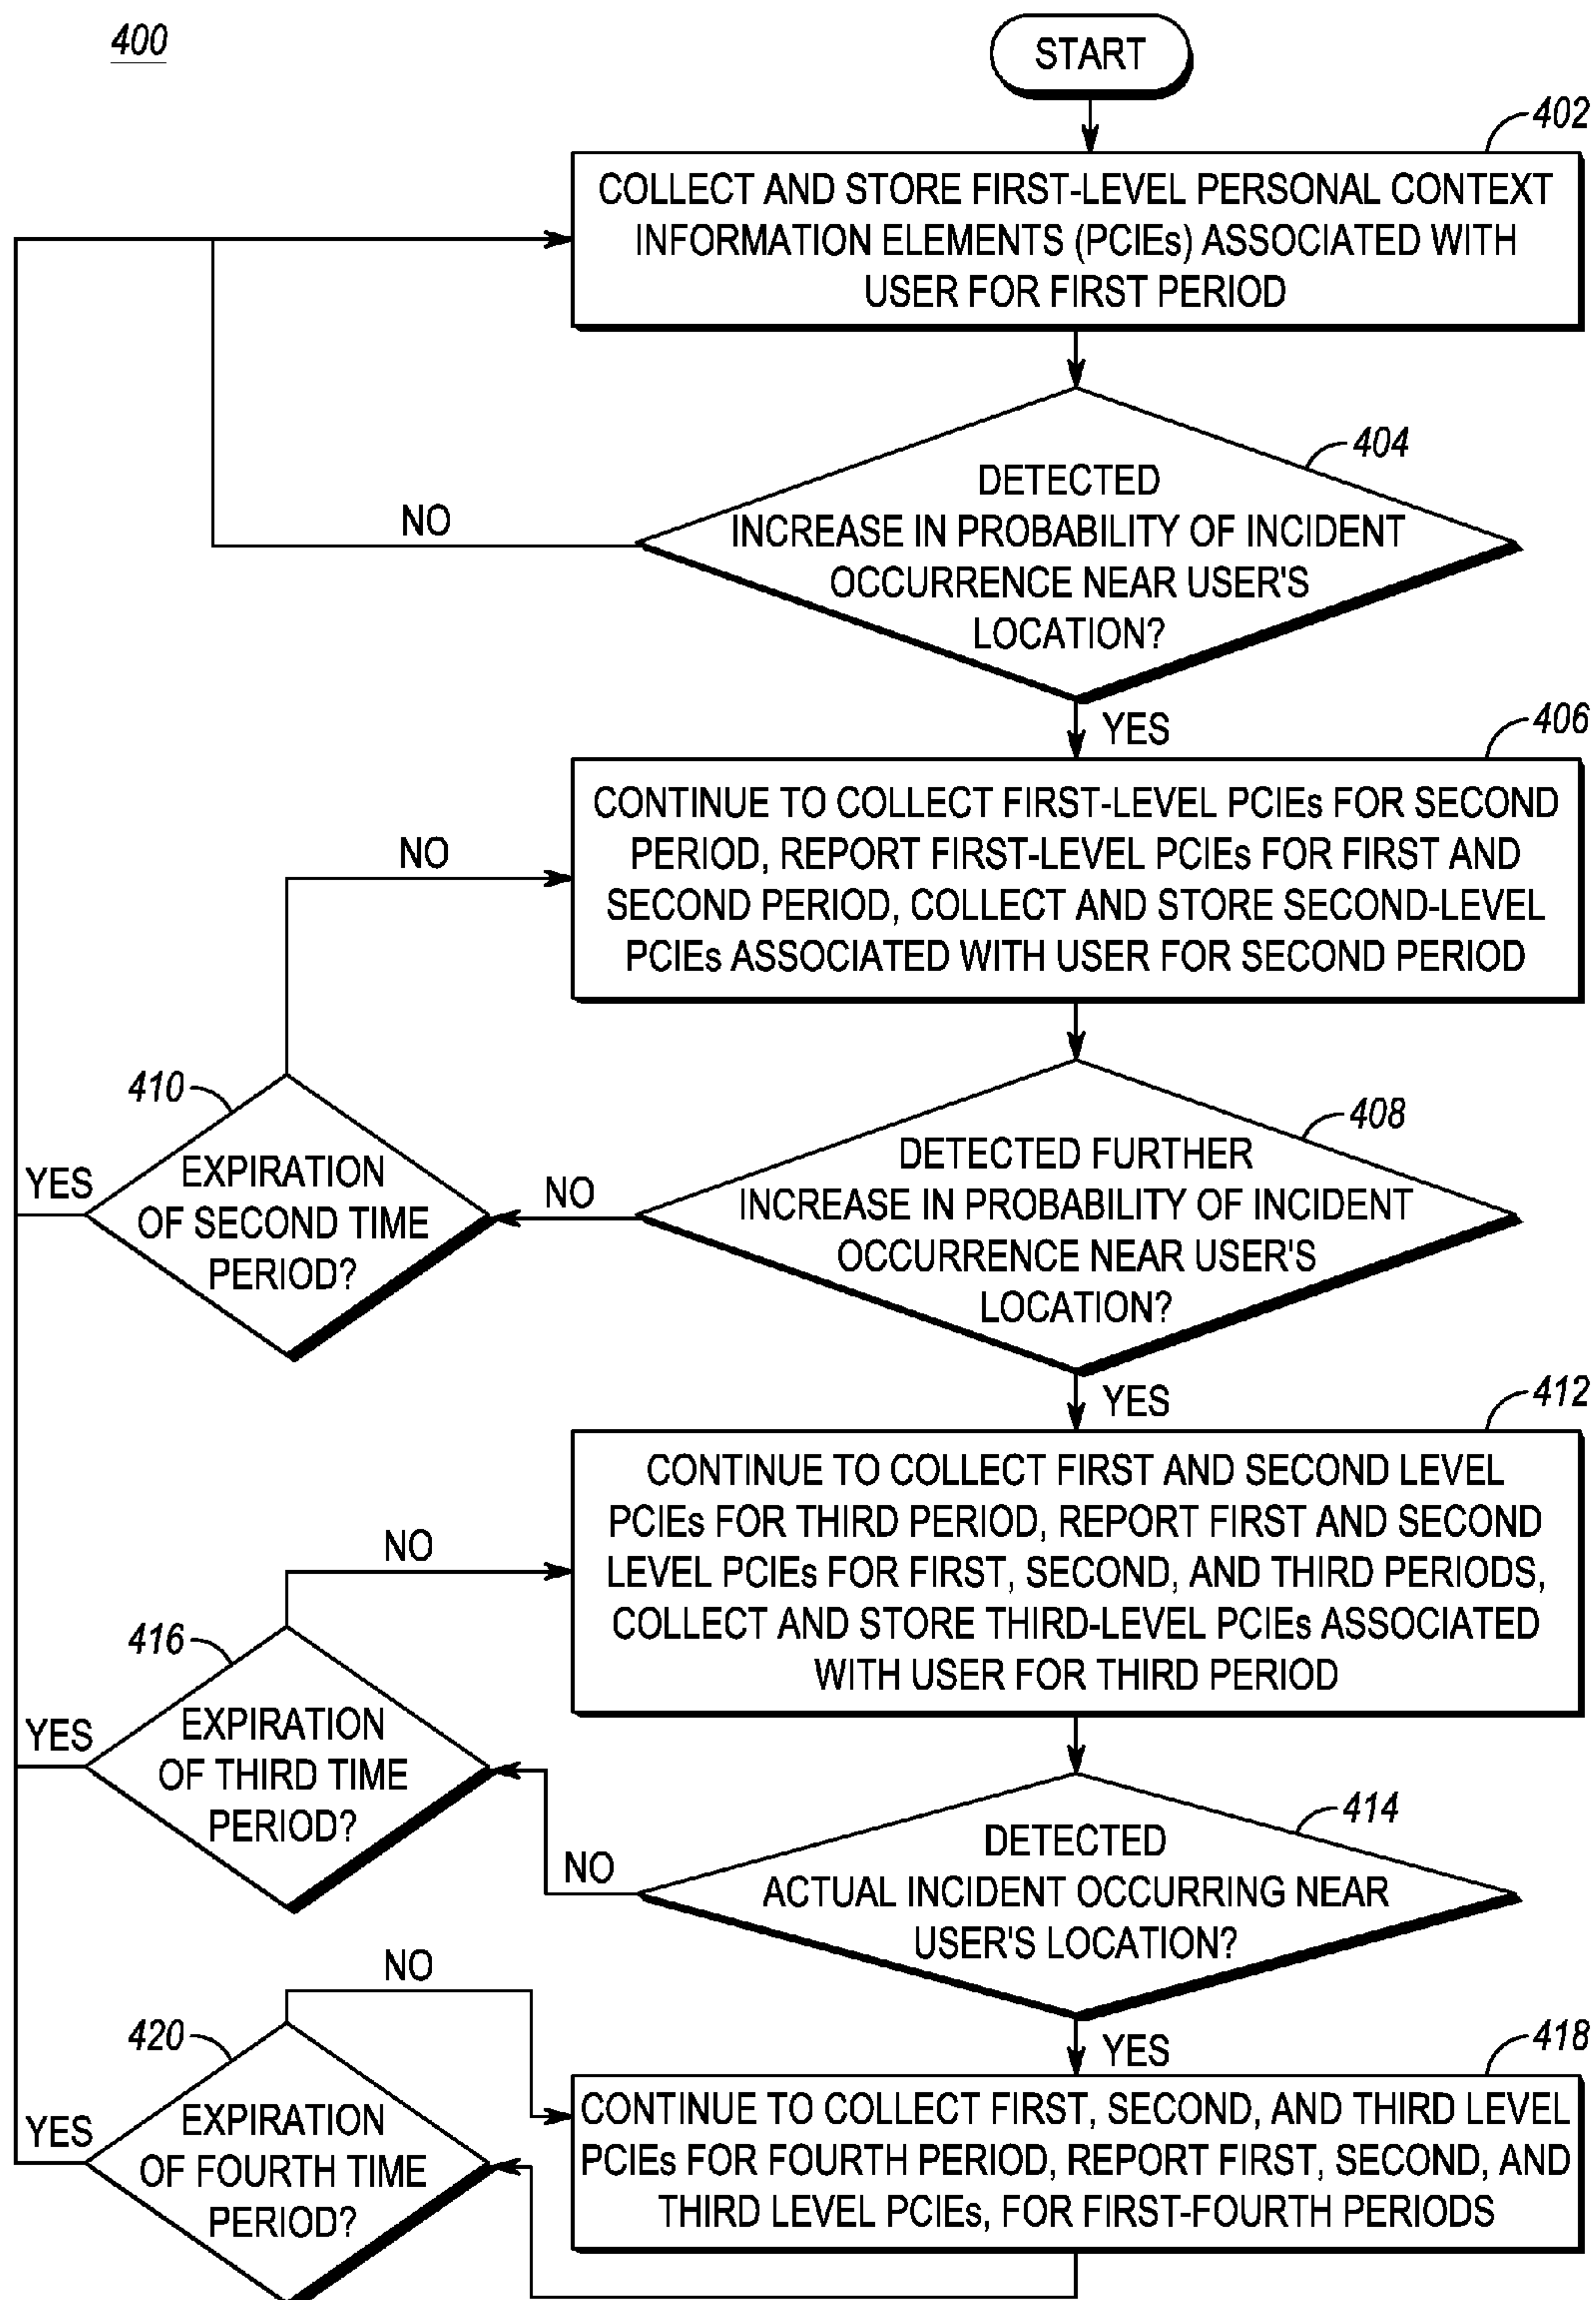 400
START
402
COLLECT AND STORE FIRST-LEVEL PERSONAL CONTEXT
INFORMATION ELEMENTS (PCIEs) ASSOCIATED WITH
USER FOR FIRST PERIOD
404
DETECTED
INCREASE IN PROBABILITY OF INCIDENT
OCCURRENCE NEAR USER'S
LOCATION?
NO
YES
406
CONTINUE TO COLLECT FIRST-LEVEL PCIEs FOR SECOND
PERIOD, REPORT FIRST-LEVEL PCIEs FOR FIRST AND
SECOND PERIOD, COLLECT AND STORE SECOND-LEVEL
PCIEs ASSOCIATED WITH USER FOR SECOND PERIOD
NO
410
EXPIRATION
OF SECOND TIME
PERIOD?
YES
NO
408
DETECTED FURTHER
INCREASE IN PROBABILITY OF INCIDENT
OCCURRENCE NEAR USER'S
LOCATION?
YES
412
CONTINUE TO COLLECT FIRST AND SECOND LEVEL
PCIEs FOR THIRD PERIOD, REPORT FIRST AND SECOND
LEVEL PCIEs FOR FIRST, SECOND, AND THIRD PERIODS,
COLLECT AND STORE THIRD-LEVEL PCIEs ASSOCIATED
WITH USER FOR THIRD PERIOD
NO
416
EXPIRATION
OF THIRD TIME
PERIOD?
YES
NO
414
DETECTED
ACTUAL INCIDENT OCCURRING NEAR
USER'S LOCATION?
YES
NO
420
EXPIRATION
OF FOURTH TIME
PERIOD?
YES
418
CONTINUE TO COLLECT FIRST, SECOND, AND THIRD LEVEL
PCIEs FOR FOURTH PERIOD, REPORT FIRST, SECOND, AND
THIRD LEVEL PCIEs, FOR FIRST-FOURTH PERIODS